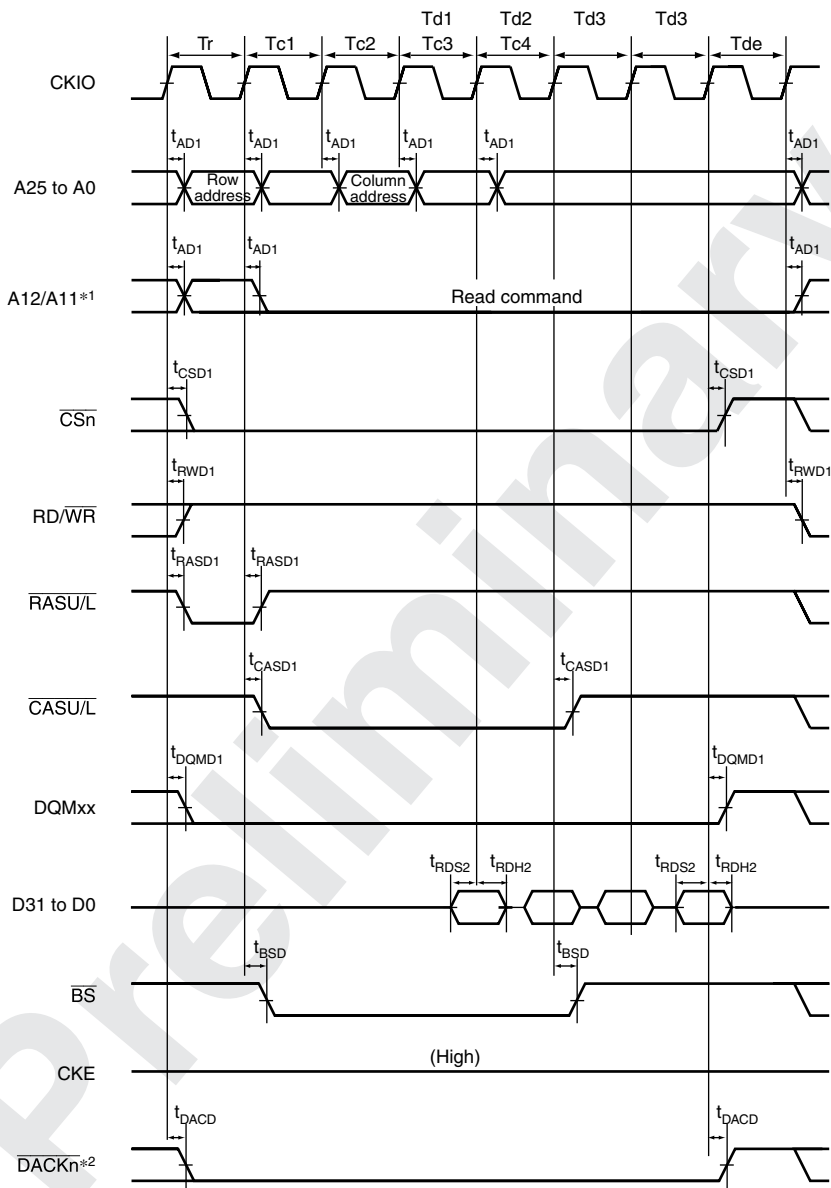 Td1 Td2 Td3 Td3
Tr Tc1 Tc2 Tc3 Tc4 Tde
CKIO
tAD1 tAD1 tAD1 tAD1 tAD1 tAD1
A25 to A0
Row address
Column address
tAD1 tAD1 tAD1
A12/A11*1
Read command
tCSD1 tCSD1
CSn
tRWD1 tRWD1
RD/WR
tRASD1 tRASD1
RASU/L
tCASD1 tCASD1
CASU/L
tDQMD1 tDQMD1
DQMxx
tRDS2 tRDH2 tRDS2 tRDH2
D31 to D0
tBSD tBSD
BS
(High)
CKE
tDACD tDACD
DACKn*2
Preliminary